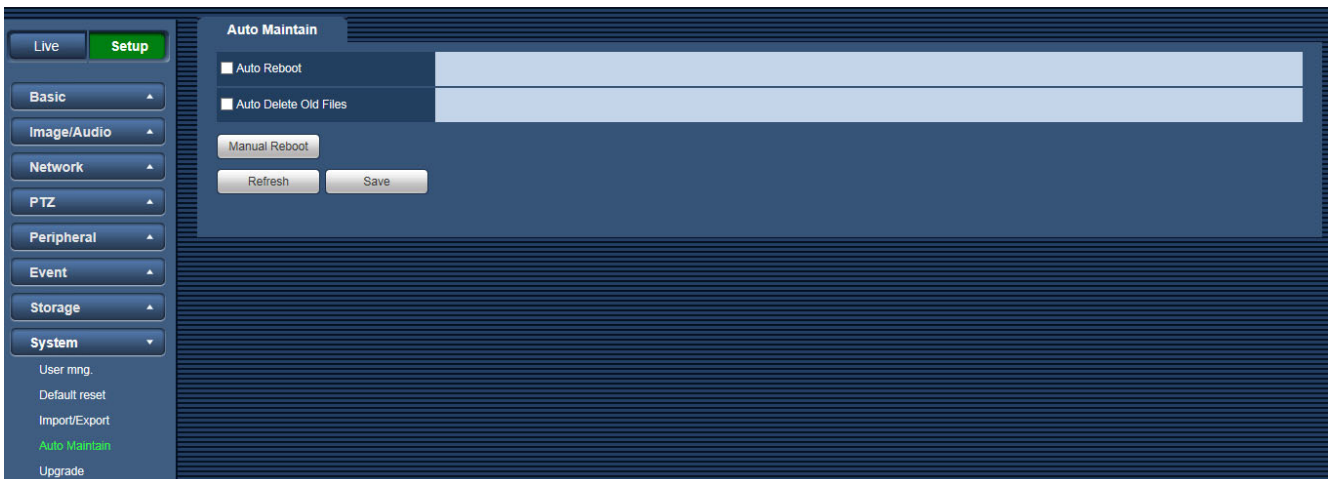 Live
Setup
Basic
Image/Audio
Network
PTZ
Peripheral
Event
Storage
System
User mng.
Default reset
Import/Export
Auto Maintain
Upgrade
Auto Maintain
Auto Reboot
Auto Delete Old Files
Manual Reboot
Refresh
Save